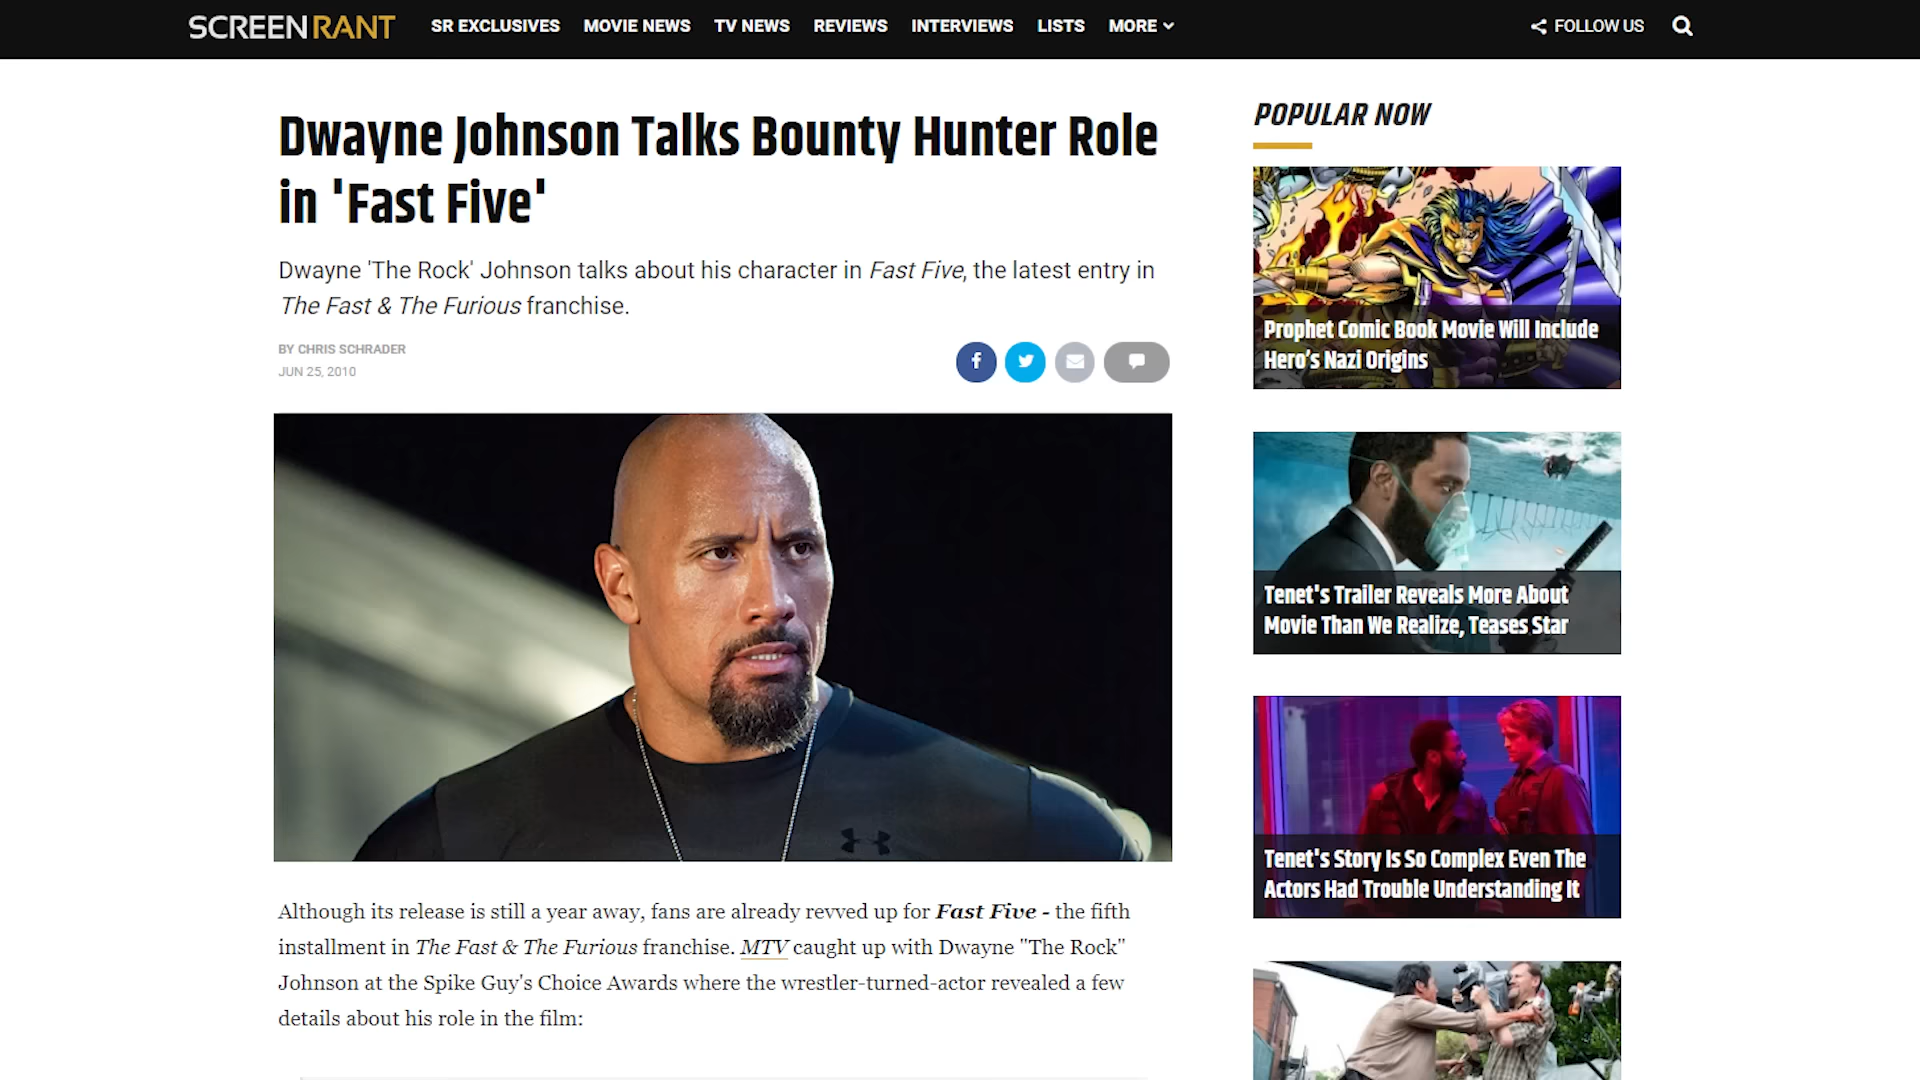 SCREENRANT SR EXCLUSIVES MOVIE NEWS TV NEWS REVIEWS INTERVIEWS LISTS MORE FOLLOW US
Dwayne Johnson Talks Bounty Hunter Role
in 'Fast Five'
Dwayne 'The Rock' Johnson talks about his character in Fast Five, the latest entry in
The Fast & The Furious franchise.
BY CHRIS SCHRADER
JUN 25, 2010
Although its release is still a year away, fans are already revved up for Fast Five - the fifth
installment in The Fast & The Furious franchise. MTV caught up with Dwayne "The Rock"
Johnson at the Spike Guy's Choice Awards where the wrestler-turned-actor revealed a few
details about his role in the film:
POPULAR NOW
Prophet Comic Book Movie Will Include
Hero's Nazi Origins
Tenet's Trailer Reveals More About
Movie Than We Realize, Teases Star
Tenet's Story Is So Complex Even The
Actors Had Trouble Understanding It